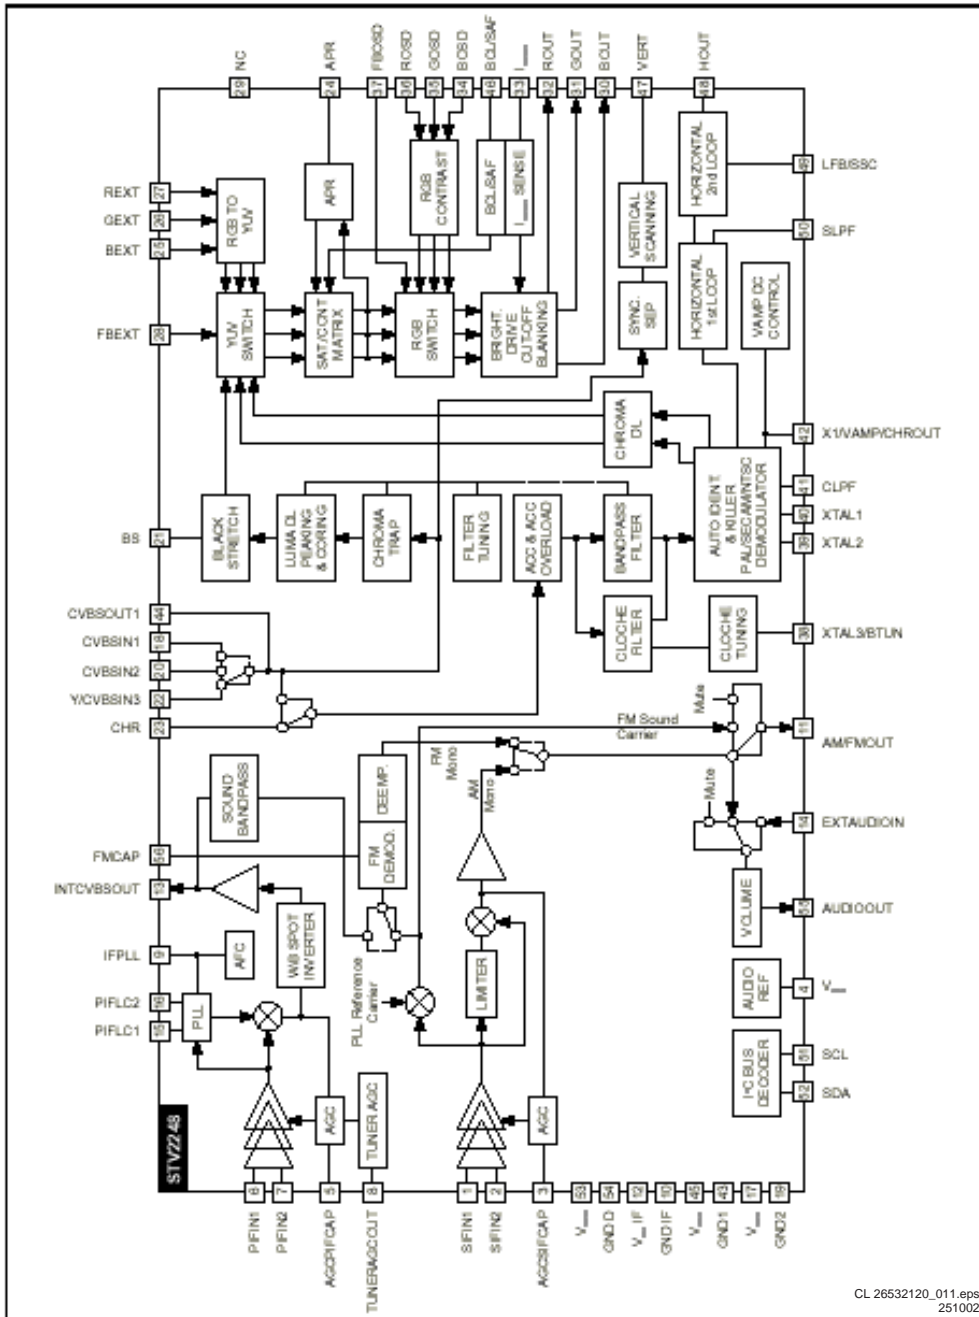 NC
APR
FBOSD
ROSD
GOSD
BOSD
BCL/SAF
ROUT
GOUT
BOUT
VERT
HOUT
29
24
37
36
35
34
46
33
32
31
30
47
48
REXT
27
GEXT
26
BEXT
25
FBEXT
28
RGB TO
YUV
YUV
SWITCH
APR
SAT/CONT
MATRIX
RGB
CONTRAST
RGB
SWITCH
BCL/SAF
SENSE
BRIGHT.
DRIVE
CUT-OFF
BLANKING
VERTICAL
SCANNING
SYNC.
SEP
HORIZONTAL
2nd LOOP
HORIZONTAL
1st LOOP
VAMP DC
CONTROL
49
LFB/SSC
50
SLPF
42
X1/VAMP/CHROUT
41
CLPF
40
XTAL1
39
XTAL2
38
XTAL3/BTUN
BS
21
BLACK
STRETCH
LUMA DL
PEAKING
& CORING
CHROMA
TRAP
FILTER
TUNING
ACC & ACC
OVERLOAD
CHROMA
DL
BANDPASS
FILTER
AUTO IDENT.
& KILLER
PAL/SECAM/NTSC
DEMODULATOR
CLOCHE
FILTER
CLOCHE
TUNING
CVBSOUT1
44
CVBSIN1
18
CVBSIN2
20
Y/CVBSIN3
22
CHR
23
SOUND
BANDPASS
FMCAP
56
INTCVBSOUT
13
IFPLL
9
PIFLC2
16
PIFLC1
15
AFC
PLL
W/B SPOT
INVERTER
FM
DEMOD.
DEEMP.
PLL Reference
Carrier
FM
Mono
AM
Mono
FM Sound
Carrier
Mute
Mute
LIMITER
11
AM/FMOUT
14
EXTAUDIOIN
VOLUME
55
AUDIOOUT
AUDIO
REF
4
I²C BUS
DECODER
51
SCL
52
SDA
STV2248
AGC
TUNER AGC
AGC
6
7
5
8
1
2
3
53
54
12
10
45
43
17
19
PIFIN1
PIFIN2
AGCPIFCAP
TUNERAGCOUT
SIFIN1
SIFIN2
AGCSIFCAP
GND D
GND IF
GND1
GND2
CL 26532120_011.eps
251002